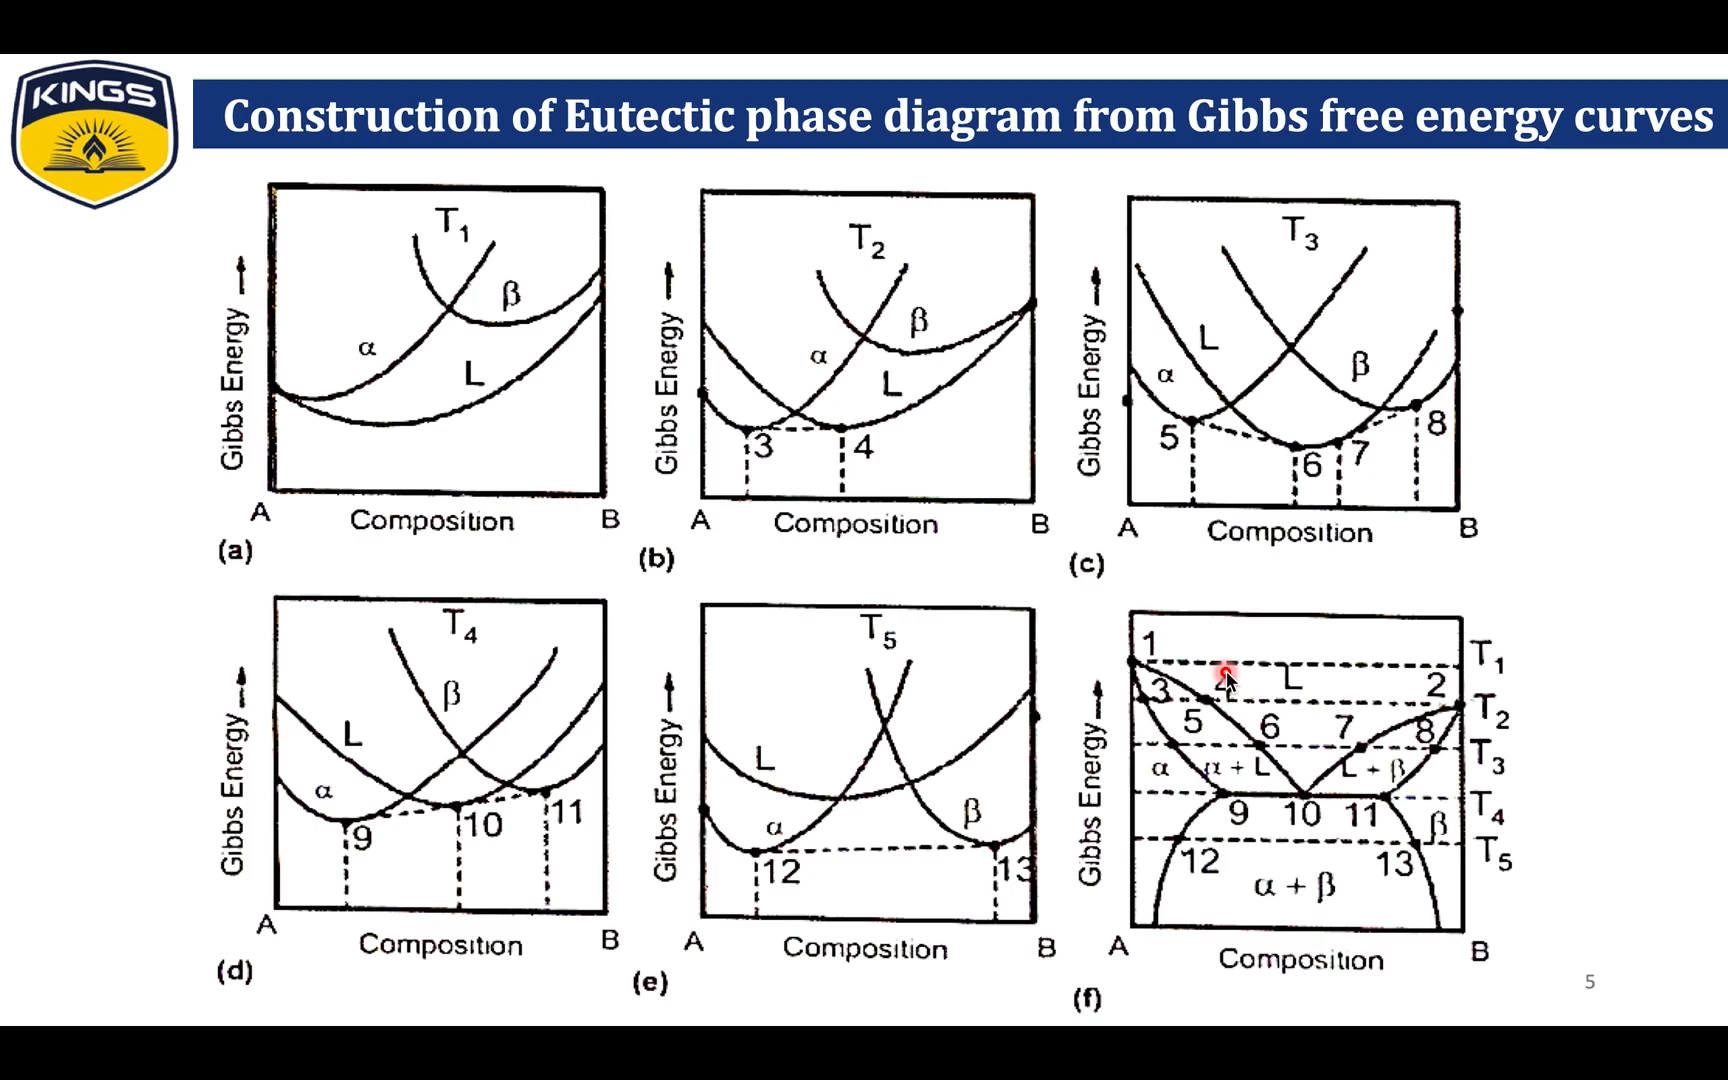 KINGS
Construction of Eutectic phase diagram from Gibbs free energy curves
T1
β
α
L
Gibbs Energy
A
Composition
B
(a)
T2
β
α
L
3
4
Gibbs Energy
A
Composition
B
(b)
T3
L
β
α
5
6
7
8
Gibbs Energy
A
Composition
B
(c)
T4
β
L
α
9
10
11
Gibbs Energy
A
Composition
B
(d)
T5
L
α
β
12
13
Gibbs Energy
A
Composition
B
(e)
1
T1
3
4
L
2
T2
5
6
7
8
T3
α
α + L
L + β
9
10
11
β
T4
12
13
T5
α + β
Gibbs Energy
A
Composition
B
(f)
5